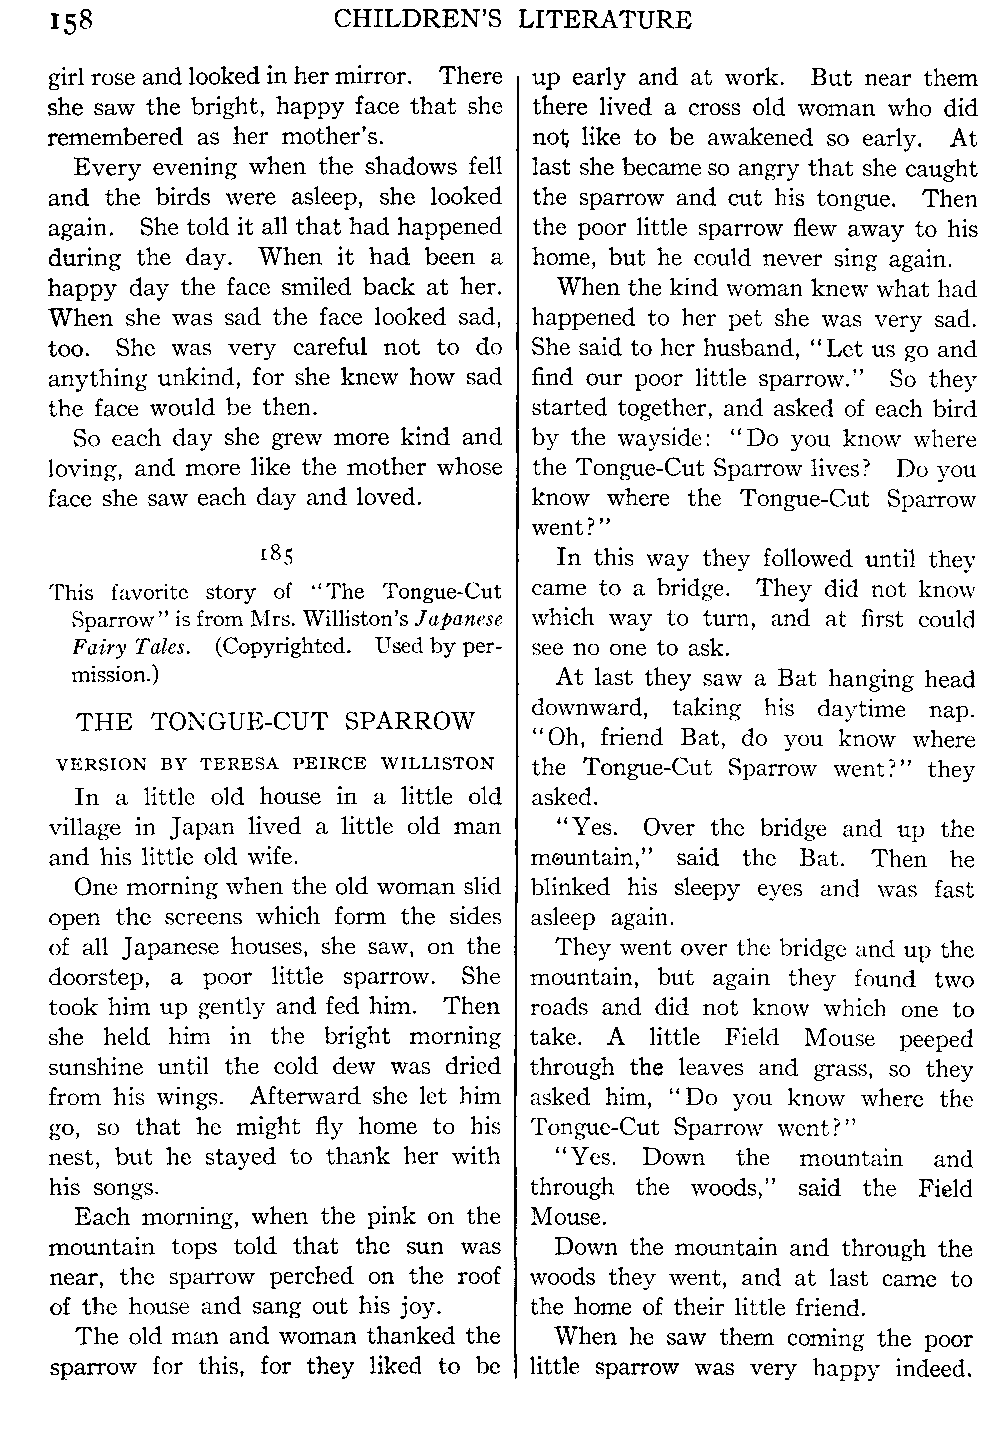 158
CHILDREN'S LITERATURE
girl rose and looked in her mirror. There
she saw the bright, happy face that she
remembered as her mother's.
Every evening when the shadows fell
and the birds were asleep, she looked
again. She told it all that had happened
during the day. When it had been a
happy day the face smiled back at her.
When she was sad the face looked sad,
too. She was very careful not to do
anything unkind, for she knew how sad
the face would be then.
So each day she grew more kind and
loving, and more like the mother whose
face she saw each day and loved.
185
This favorite story of "The Tongue-Cut
Sparrow" is from Mrs. Williston's Japanese
Fairy Tales. (Copyrighted. Used by per-
mission.)
THE TONGUE-CUT SPARROW
VERSION BY TERESA PEIRCE WILLISTON
In a little old house in a little old
village in Japan lived a little old man
and his little old wife.
One morning when the old woman slid
open the screens which form the sides
of all Japanese houses, she saw, on the
doorstep, a poor little sparrow. She
took him up gently and fed him. Then
she held him in the bright morning
sunshine until the cold dew was dried
from his wings. Afterward she let him
go, so that he might fly home to his
nest, but he stayed to thank her with
his songs.
Each morning, when the pink on the
mountain tops told that the sun was
near, the sparrow perched on the roof
of the house and sang out his joy.
The old man and woman thanked the
sparrow for this, for they liked to be
up early and at work. But near them
there lived a cross old woman who did
not like to be awakened so early. At
last she became so angry that she caught
the sparrow and cut his tongue. Then
the poor little sparrow flew away to his
home, but he could never sing again.
When the kind woman knew what had
happened to her pet she was very sad.
She said to her husband, "Let us go and
find our poor little sparrow." So they
started together, and asked of each bird
by the wayside: "Do you know where
the Tongue-Cut Sparrow lives? Do you
know where the Tongue-Cut Sparrow
went?"
In this way they followed until they
came to a bridge. They did not know
which way to turn, and at first could
see no one to ask.
At last they saw a Bat hanging head
downward, taking his daytime nap.
"Oh, friend Bat, do you know where
the Tongue-Cut Sparrow went?" they
asked.
"Yes. Over the bridge and up the
mountain," said the Bat. Then he
blinked his sleepy eyes and was fast
asleep again.
They went over the bridge and up the
mountain, but again they found two
roads and did not know which one to
take. A little Field Mouse peeped
through the leaves and grass, so they
asked him, "Do you know where the
Tongue-Cut Sparrow went?"
"Yes. Down the mountain and
through the woods," said the Field
Mouse.
Down the mountain and through the
woods they went, and at last came to
the home of their little friend.
When he saw them coming the poor
little sparrow was very happy indeed.